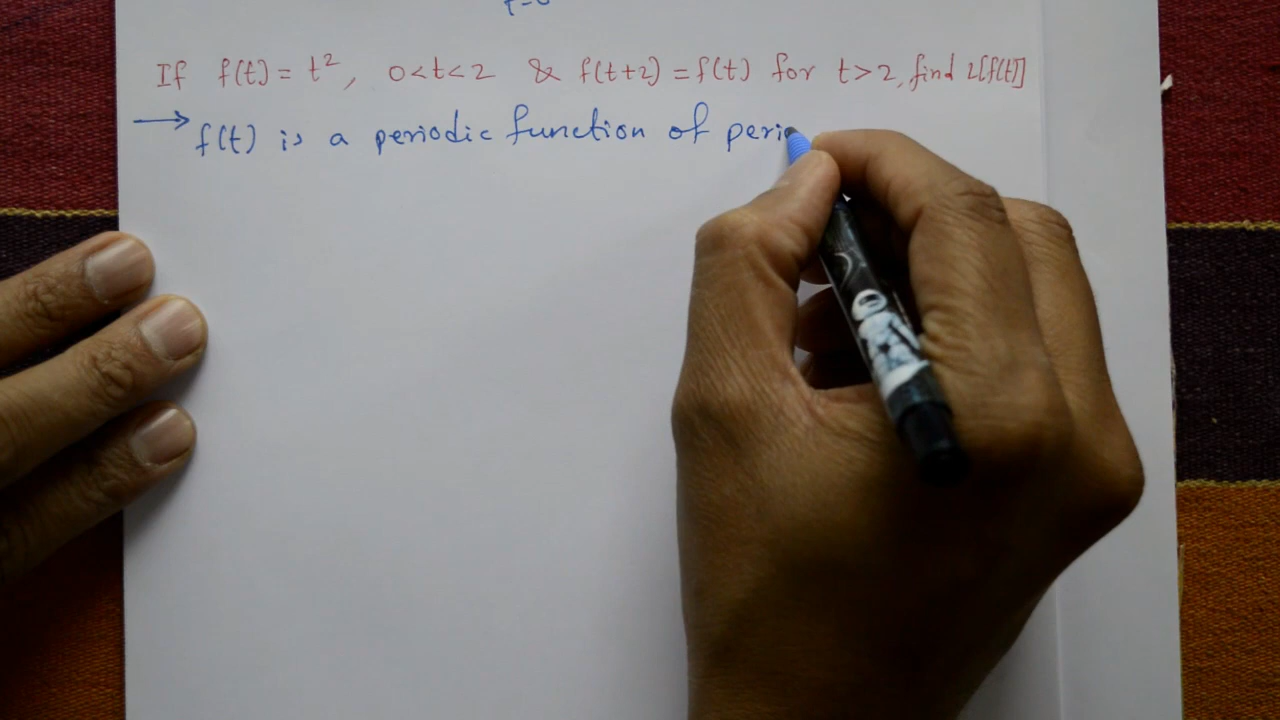 If f(t) = t², 0<t<2 & f(t+2) = f(t) for t>2, find L[f(t)]
→ f(t) is a periodic function of peri